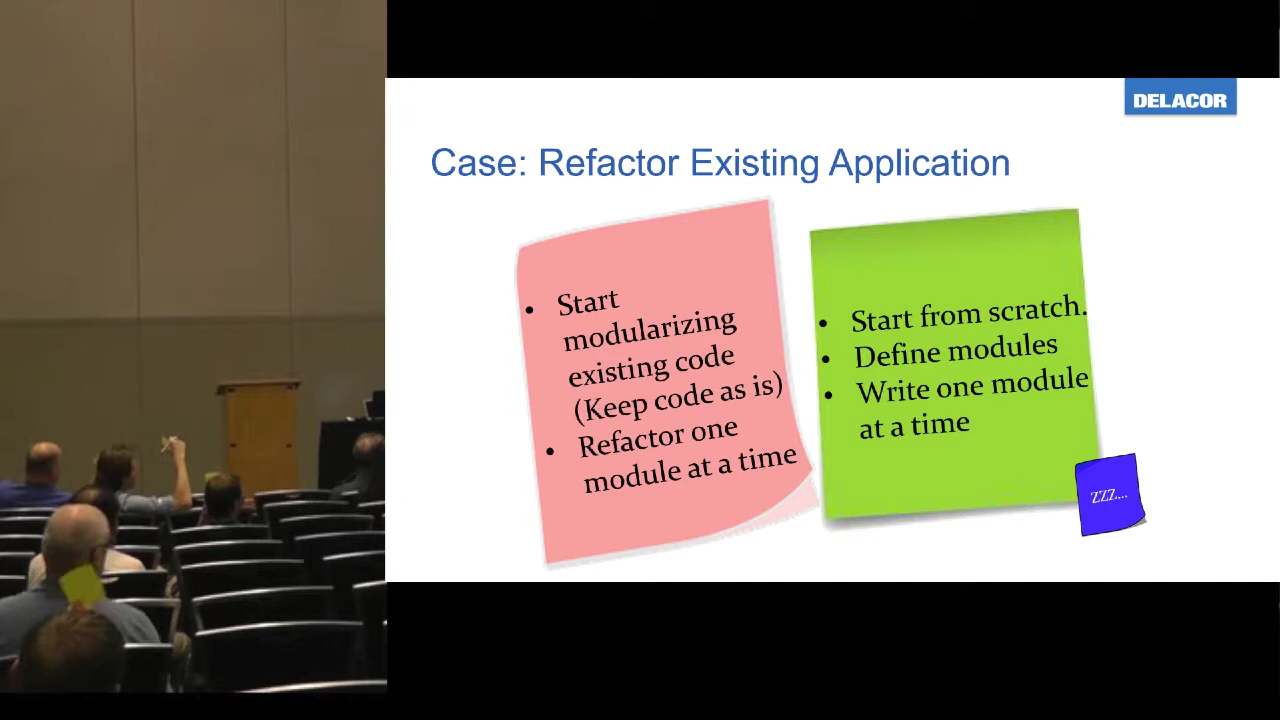 DELACOR
Case: Refactor Existing Application
• Start
modularizing
existing code
(Keep code as is)
• Refactor one
module at a time
• Start from scratch.
• Define modules
• Write one module
at a time
ZZZ...